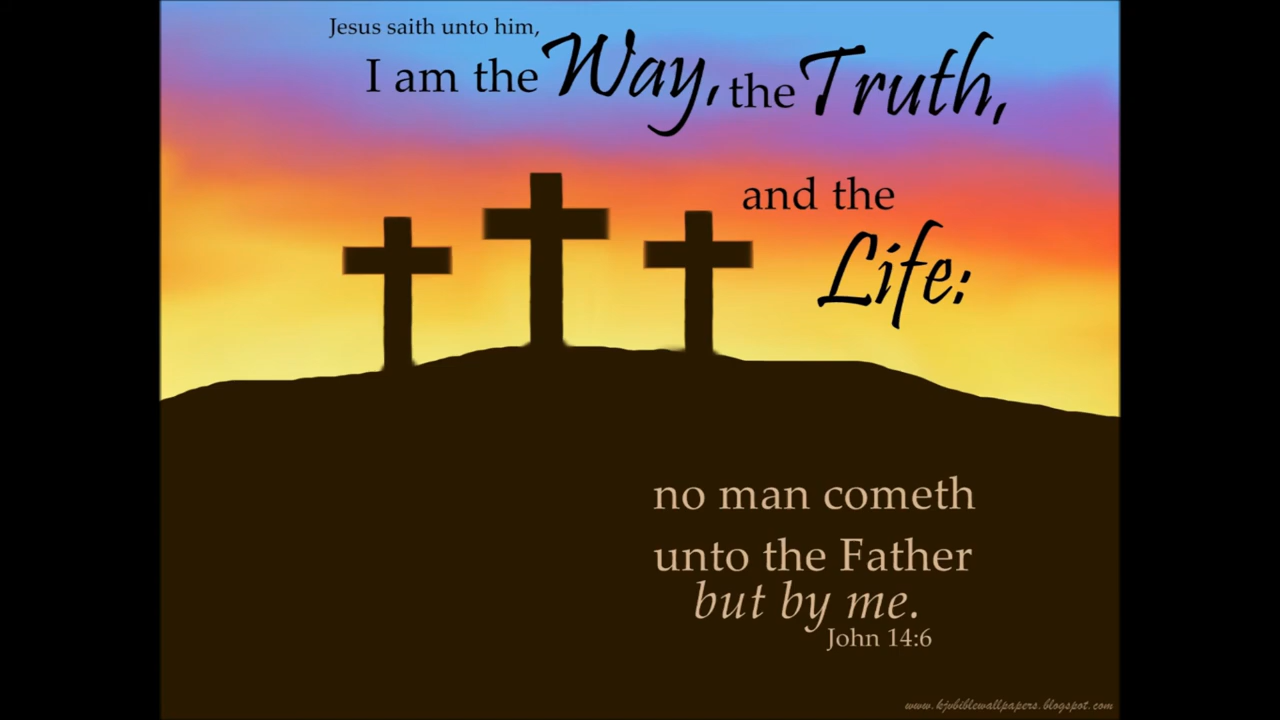 Jesus saith unto him,
I am the Way, the Truth,
and the
Life:
no man cometh
unto the Father
but by me.
John 14:6
www.kjvbiblewallpapers.blogspot.com